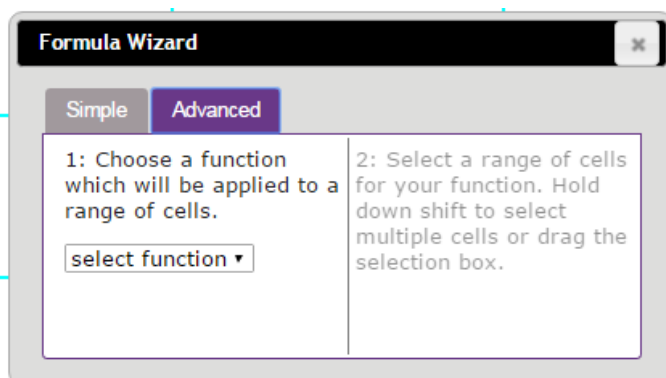 Formula Wizard
Simple
Advanced
1: Choose a function
which will be applied to a
range of cells.
select function
2: Select a range of cells
for your function. Hold
down shift to select
multiple cells or drag the
selection box.